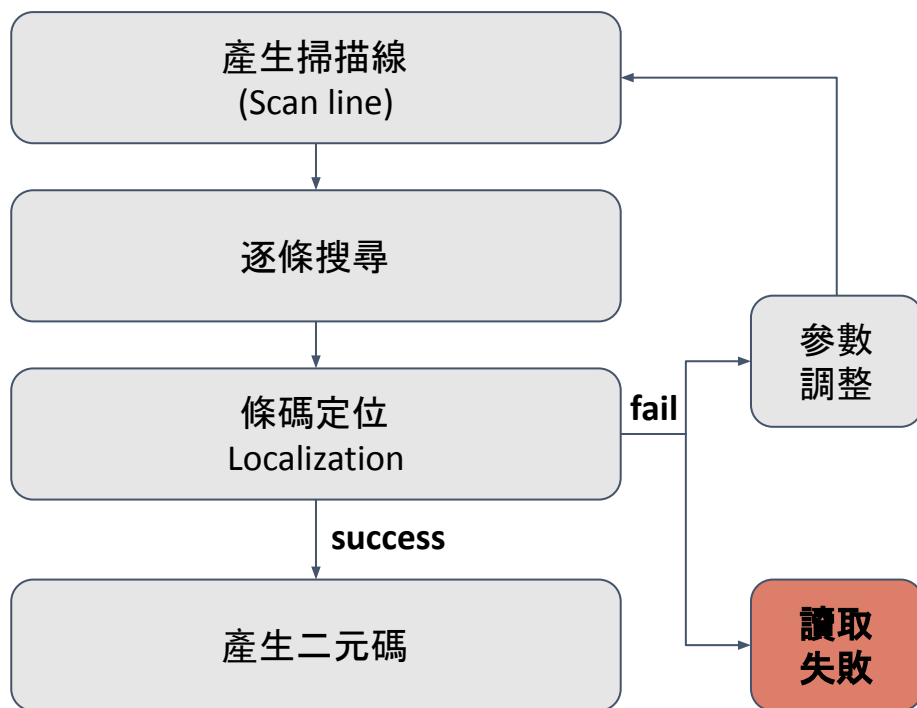 產生掃描線
(Scan line)
逐條搜尋
條碼定位
Localization
fail
參數
調整
success
產生二元碼
讀取
失敗